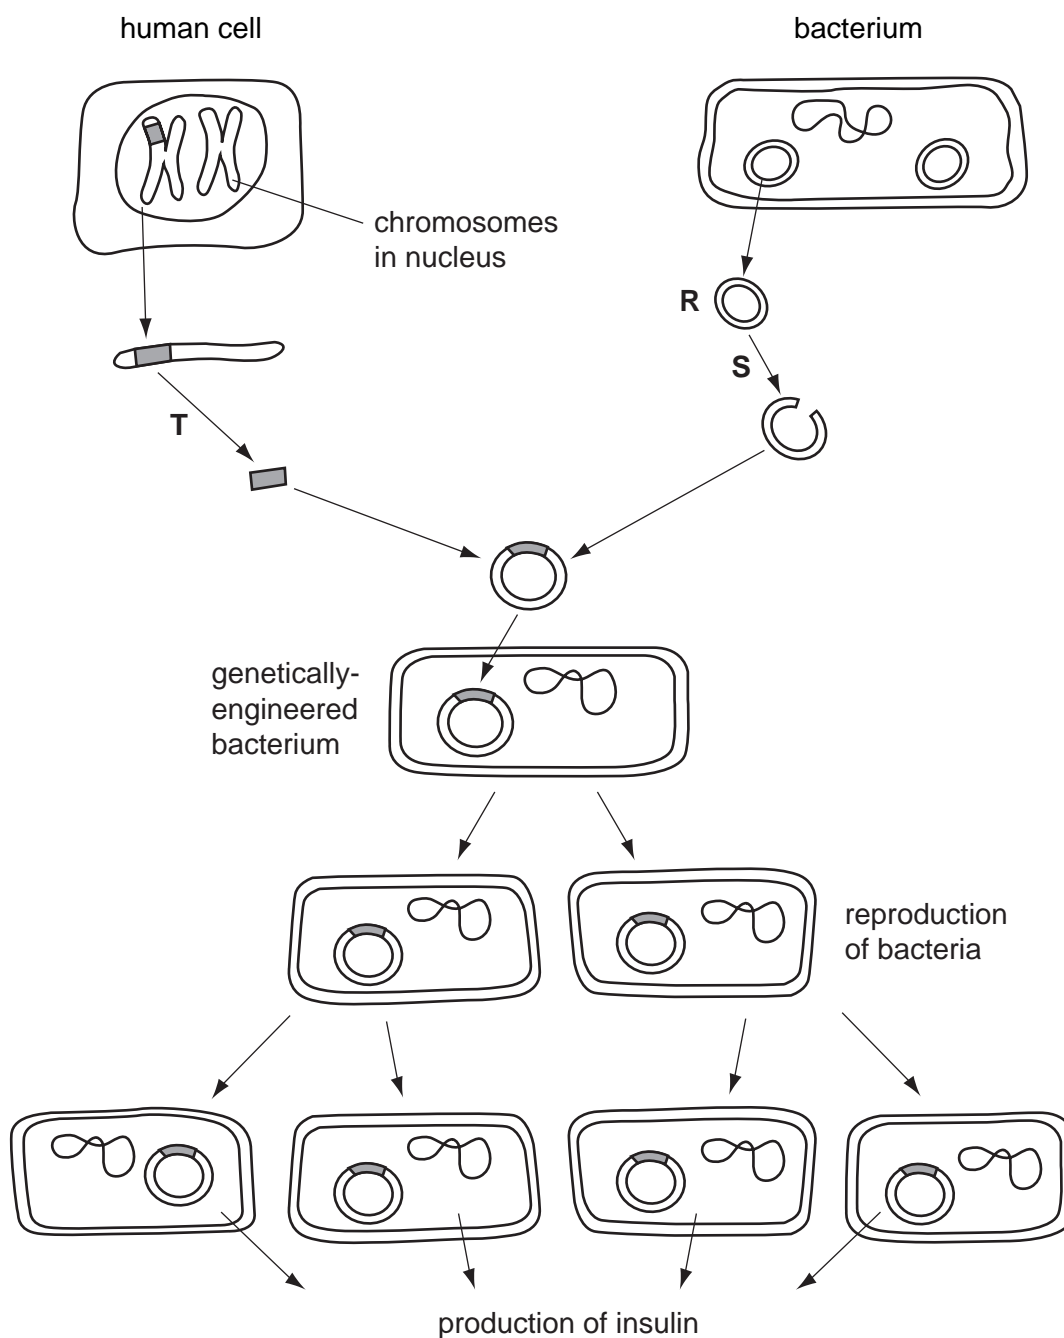 human cell
bacterium
chromosomes
in nucleus
R
S
T
genetically-
engineered
bacterium
reproduction
of bacteria
production of insulin